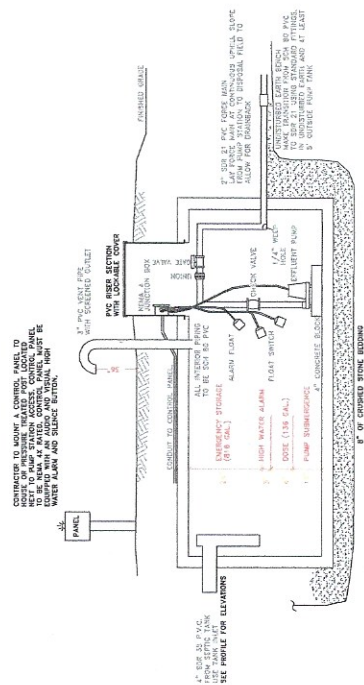 CONTRACTOR TO MOUNT A CONTROL PANEL TO
HOUSE OR PRESSURE TREATED POST LOCATED
NEXT TO PUMP STATION ACCESS. CONTROL PANEL
TO BE NEMA 4X RATED. CONTROL PANEL MUST BE
EQUIPPED WITH AN AUDIO AND VISUAL HIGH
WATER ALARM AND SILENCE BUTTON.
PANEL
3" PVC VENT PIPE
WITH SCREENED OUTLET
FINISHED GRADE
PVC RISER SECTION
WITH LOCKABLE COVER
NEMA 4
JUNCTION BOX
UNION
GATE VALVE
2" SDR 21 PVC FORCE MAIN
LAY FORCE MAIN AT CONTINUOUS UPHILL SLOPE
FROM PUMP STATION TO DISPOSAL FIELD TO
ALLOW FOR DRAINBACK
CONDUIT TO CONTROL PANEL
ALL INTERIOR PIPING
TO BE SCH 80 PVC
ALARM FLOAT
FLOAT SWITCH
CHECK VALVE
1/4" WEEP
HOLE
EFFLUENT PUMP
4" CONCRETE BLOCK
UNDISTURBED EARTH BENCH
MAKE TRANSITION FROM SCH 80 PVC
TO SDR 21 USING STANDARD FITTINGS,
IN UNDISTURBED EARTH AND AT LEAST
5' OUTSIDE PUMP TANK
4" SDR 35 P.V.C.
FROM SEPTIC TANK
USE TANK INLET
SEE PROFILE FOR ELEVATIONS
EMERGENCY STORAGE
HIGH WATER ALARM
DOSE (136 GAL.)
PUMP SUBMERGENCE
8" OF CRUSHED STONE BEDDING